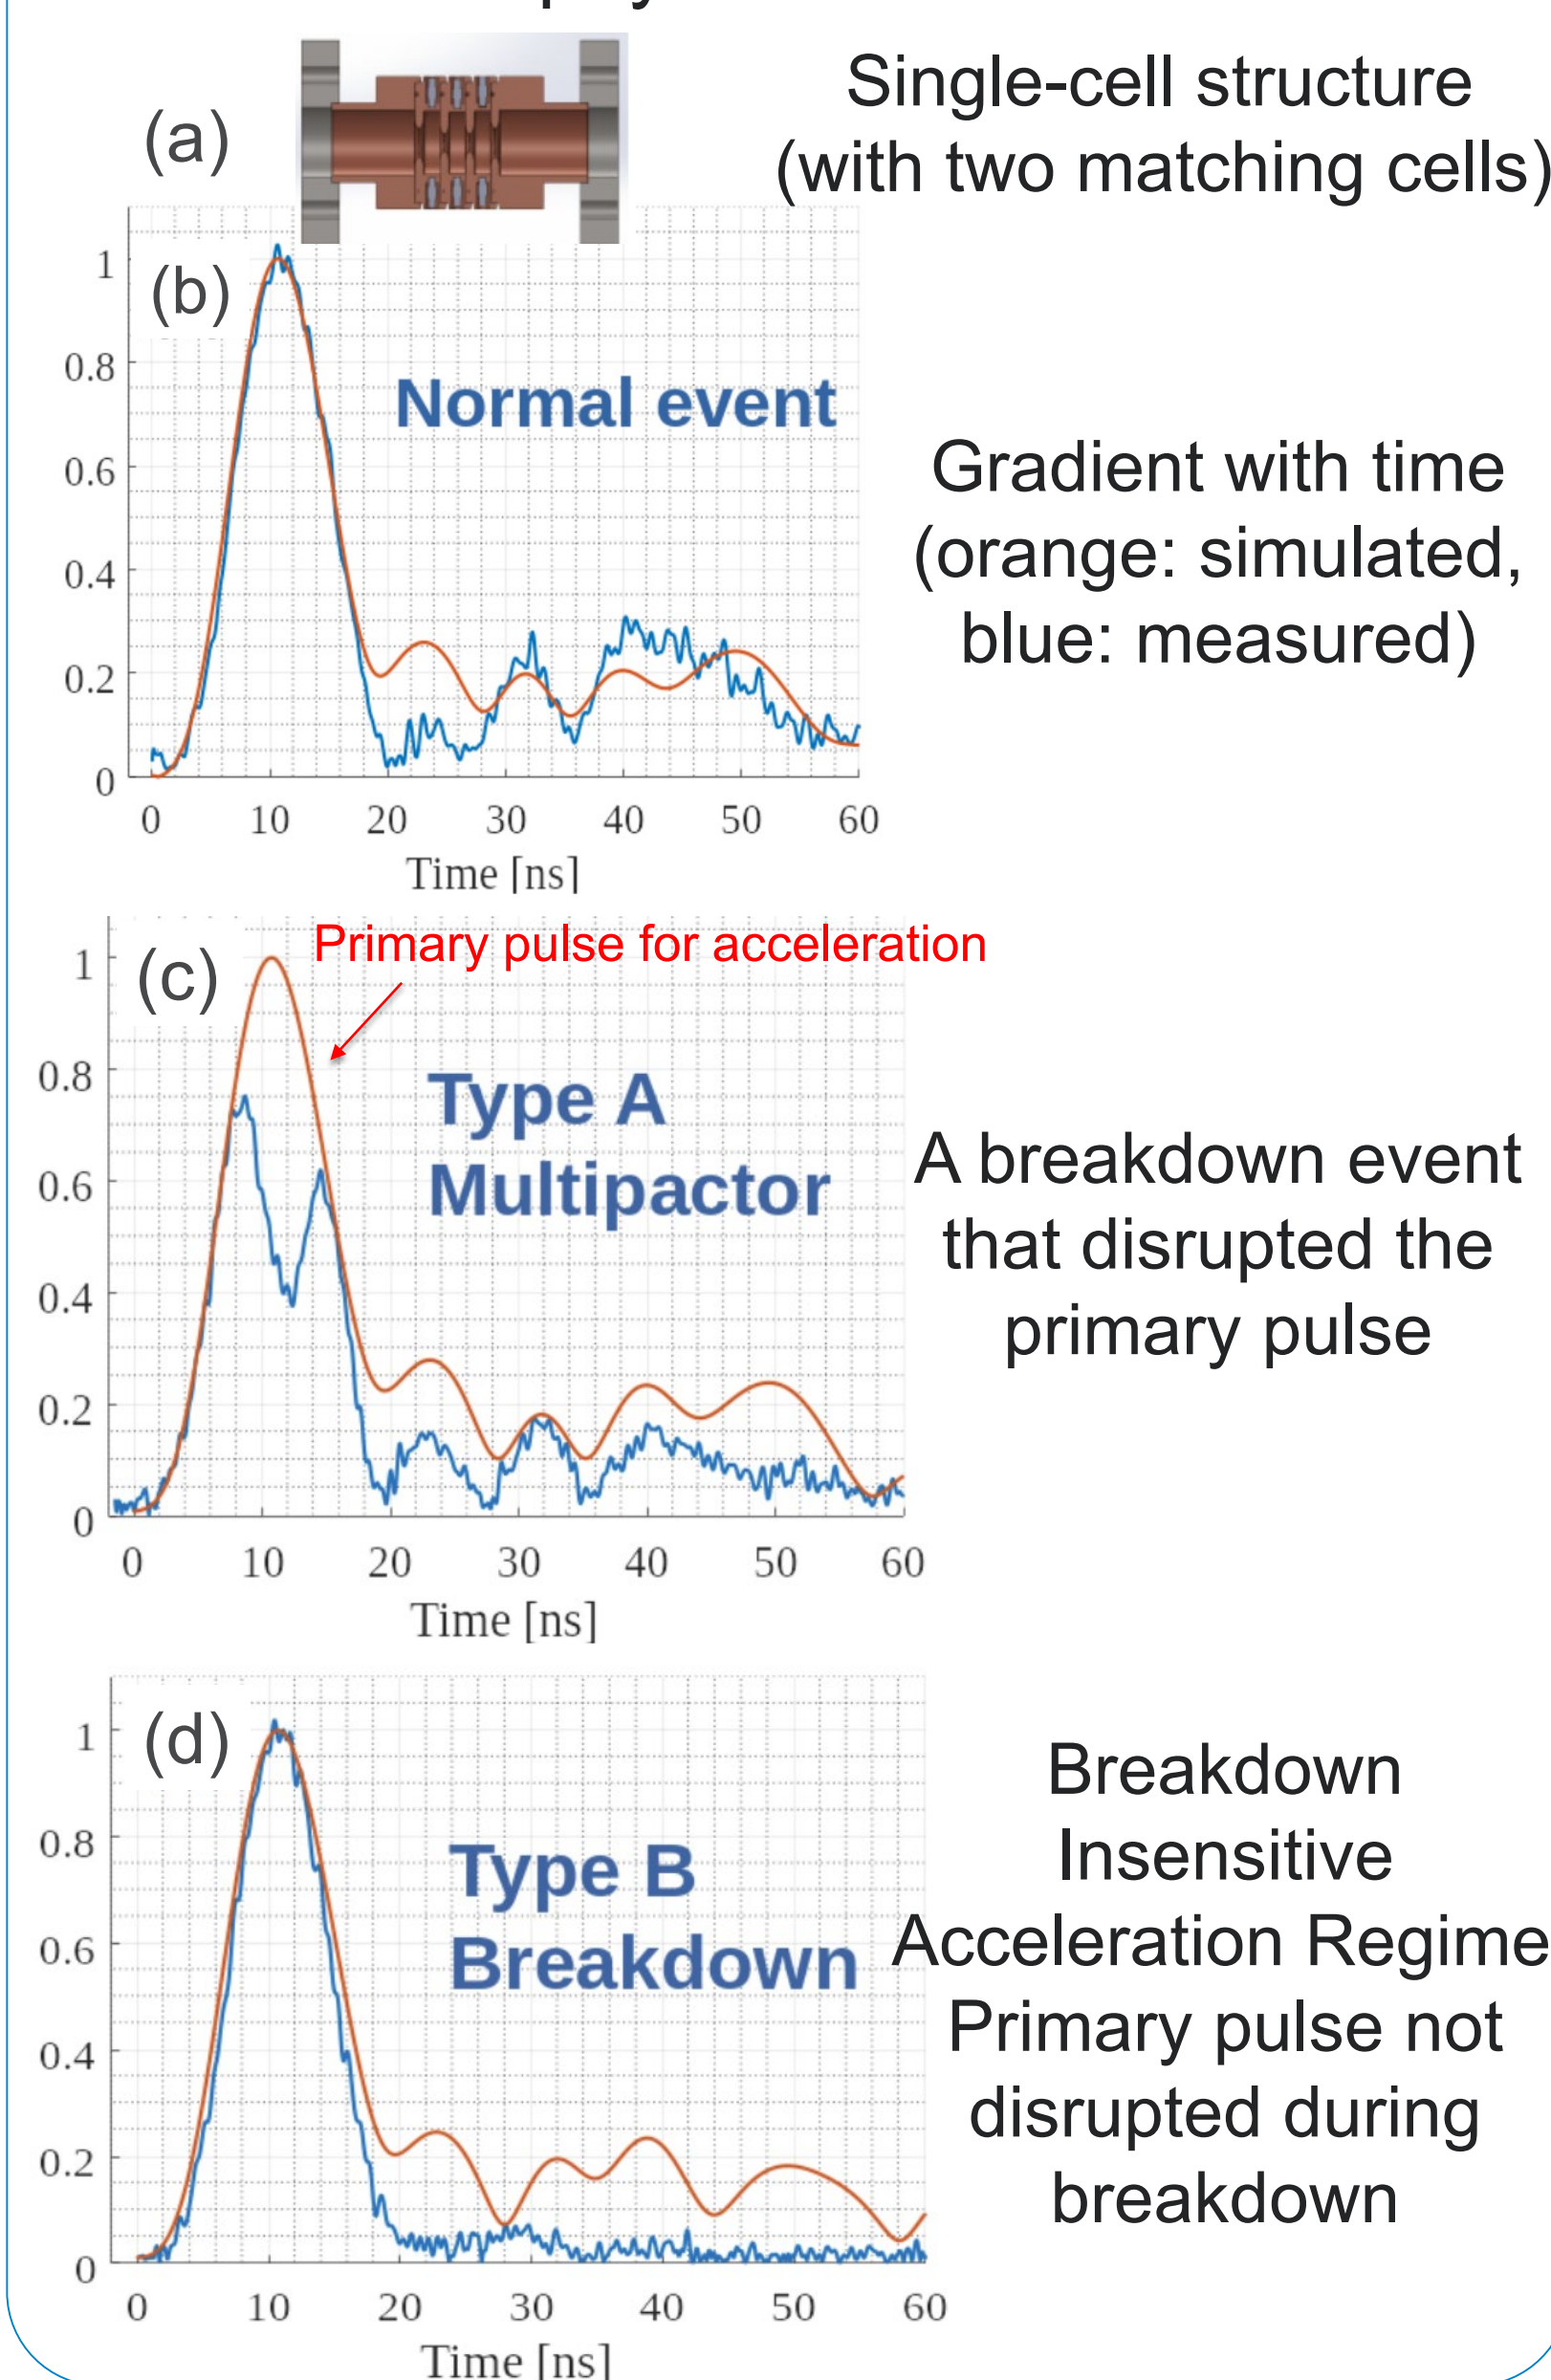 (a)
Single-cell structure
(with two matching cells)
(b)
1
0.8
0.6
0.4
0.2
0
Normal event
0 10 20 30 40 50 60
Time [ns]
Gradient with time
(orange: simulated,
blue: measured)
(c)
Primary pulse for acceleration
1
0.8
0.6
0.4
0.2
0
Type A
Multipactor
0 10 20 30 40 50 60
Time [ns]
A breakdown event
that disrupted the
primary pulse
(d)
1
0.8
0.6
0.4
0.2
0
Type B
Breakdown
0 10 20 30 40 50 60
Time [ns]
Breakdown
Insensitive
Acceleration Regime
Primary pulse not
disrupted during
breakdown